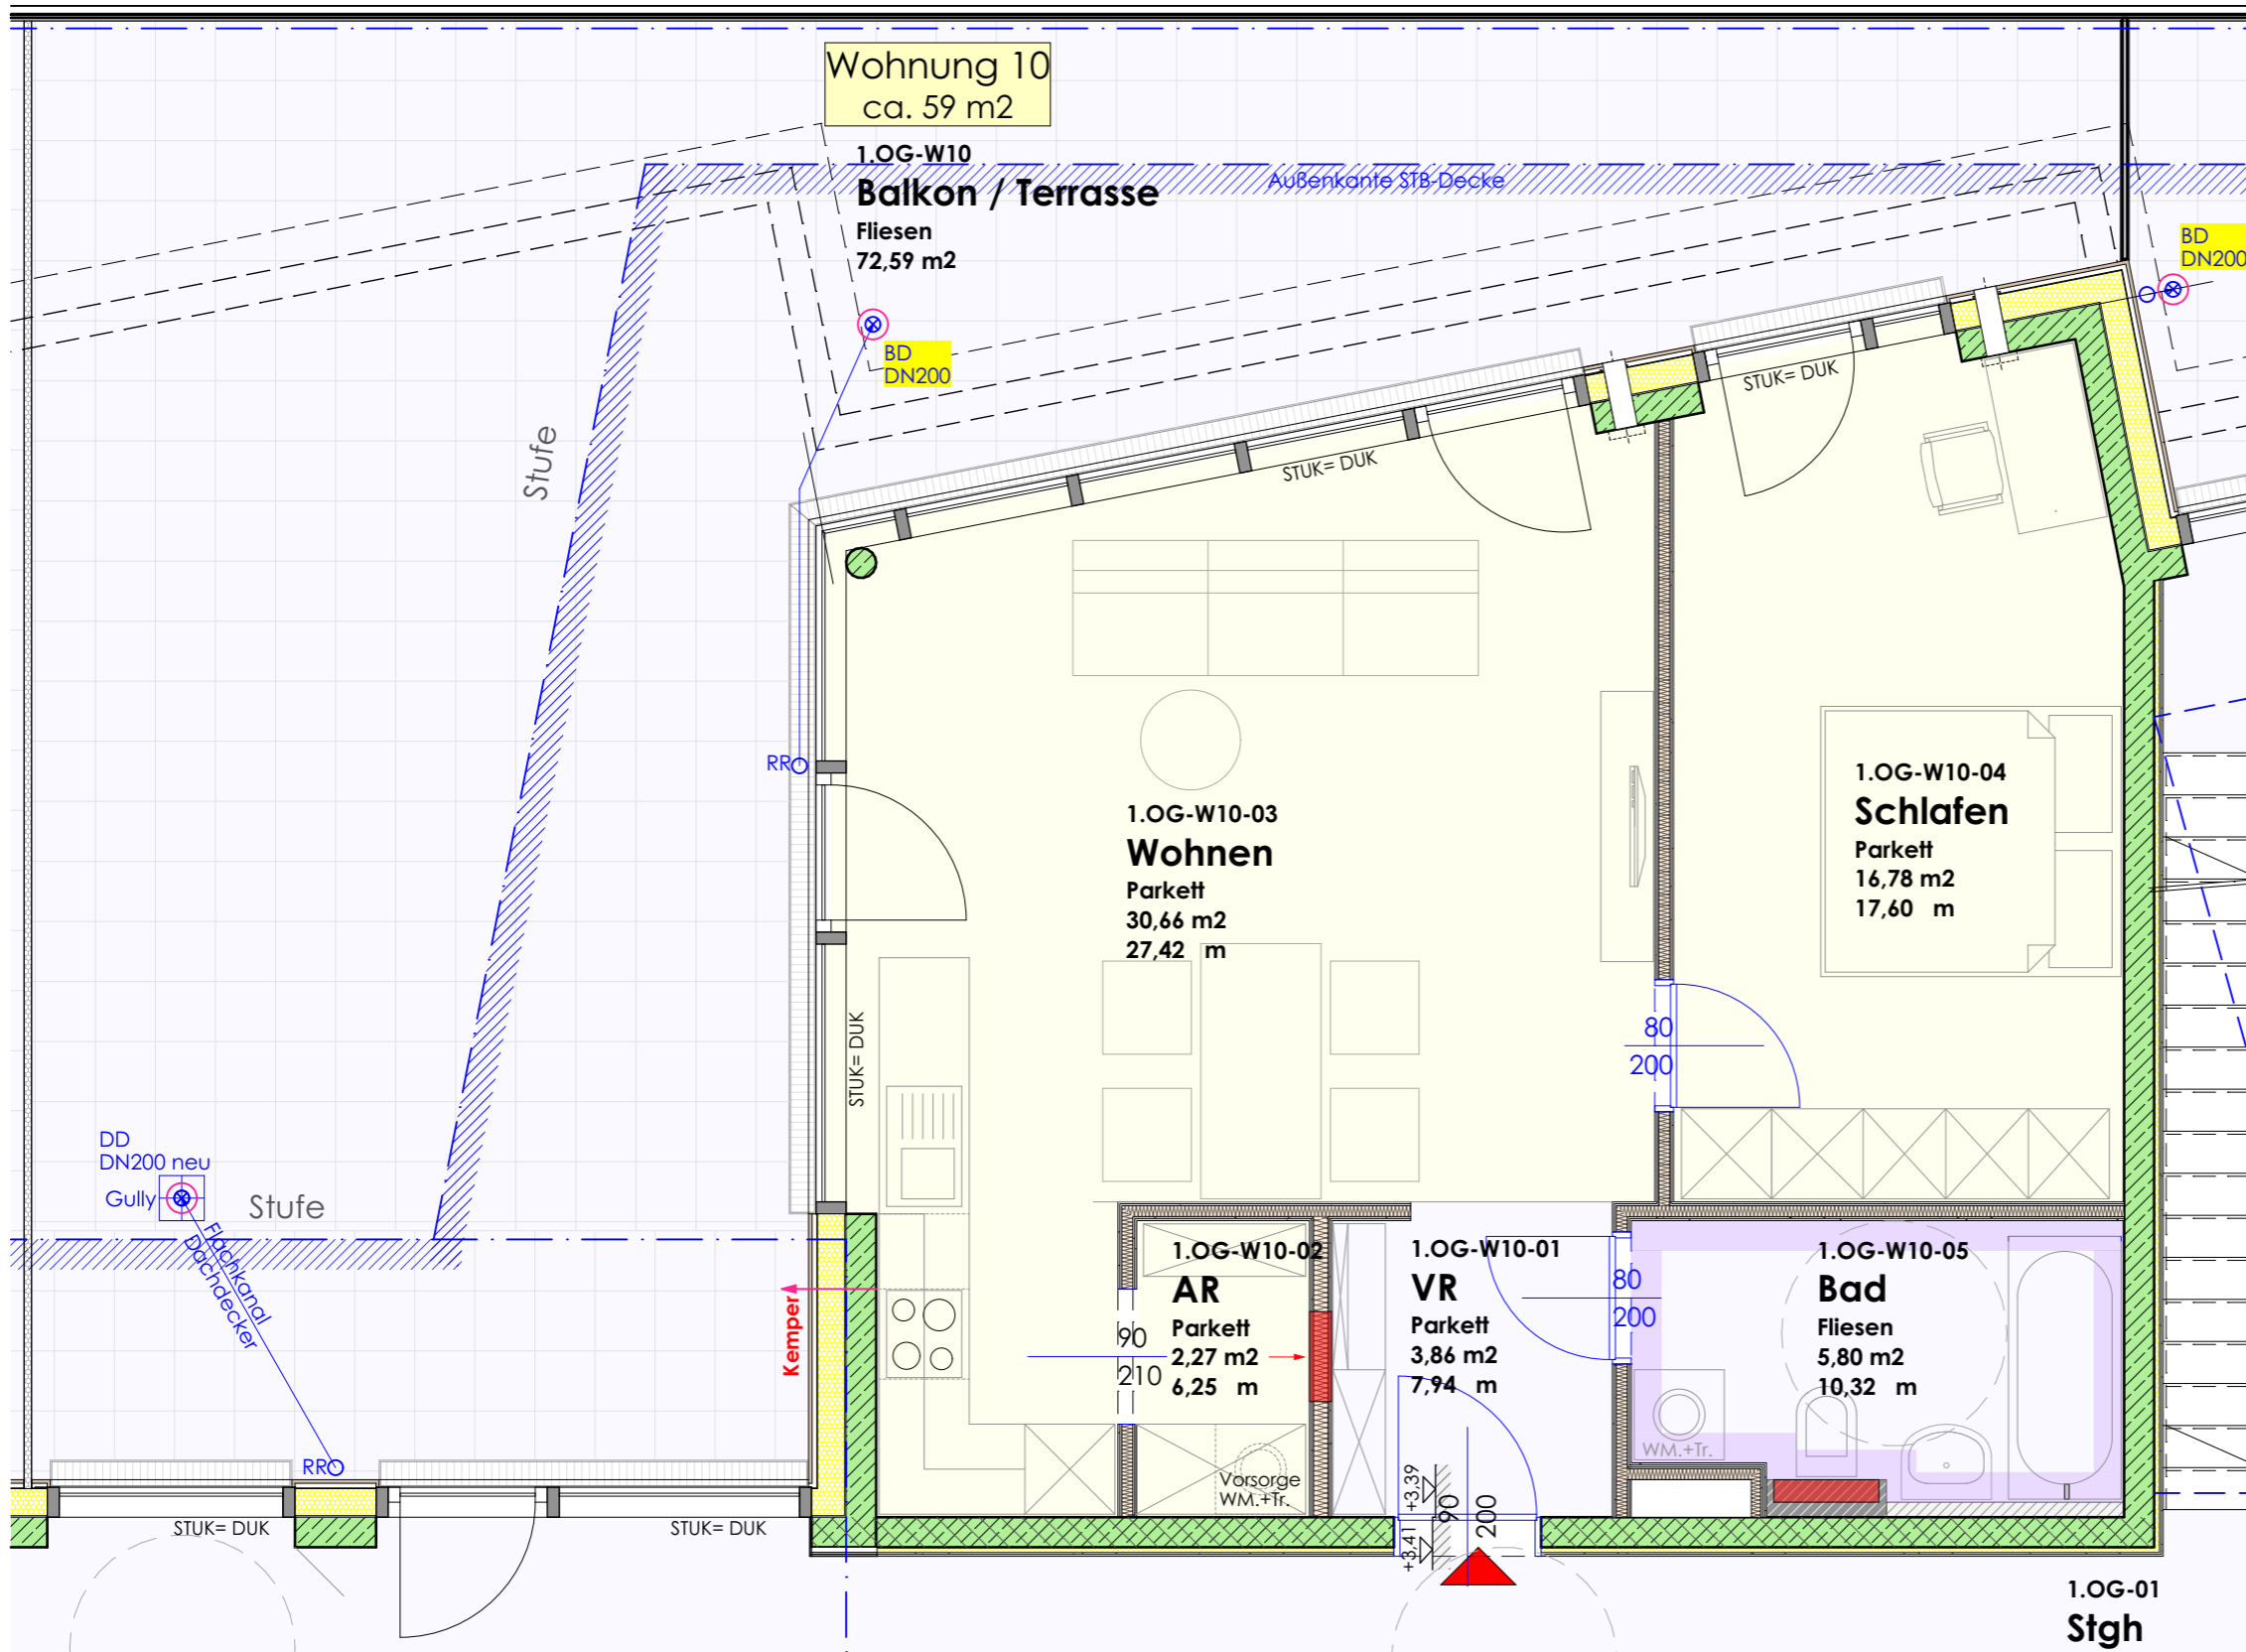 Wohnung 10
ca. 59 m2
1.OG-W10
Balkon / Terrasse
Fliesen
72,59 m2
Außenkante STB-Decke
BD
DN200
BD
DN200
STUK= DUK
STUK= DUK
Stufe
RR
1.OG-W10-03
Wohnen
Parkett
30,66 m2
27,42 m
1.OG-W10-04
Schlafen
Parkett
16,78 m2
17,60 m
80
200
STUK= DUK
DD
DN200 neu
Gully
Stufe
Flachkanal
Dachdecker
Kemper
RR
STUK= DUK
STUK= DUK
90
210
1.OG-W10-02
AR
Parkett
2,27 m2
6,25 m
Vorsorge
WM.+Tr.
1.OG-W10-01
VR
Parkett
3,86 m2
7,94 m
80
200
1.OG-W10-05
Bad
Fliesen
5,80 m2
10,32 m
WM.+Tr.
+3,39
+3,41
90
200
1.OG-01
Stgh